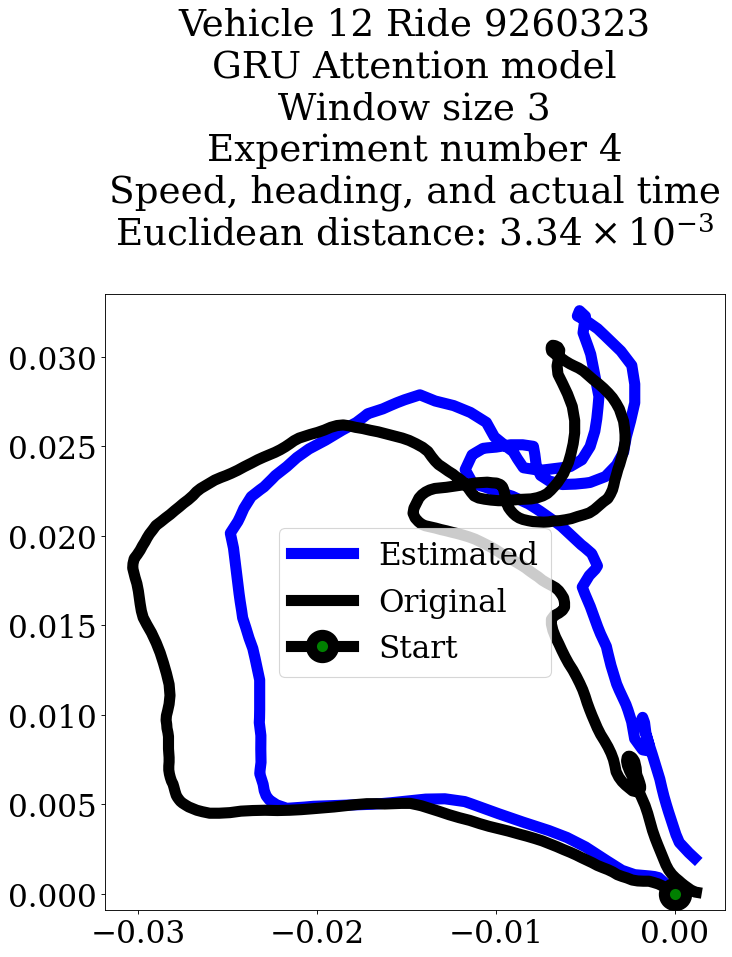 Vehicle 12 Ride 9260323
GRU Attention model
Window size 3
Experiment number 4
Speed, heading, and actual time
Euclidean distance: 3.34 × 10⁻³
0.030
0.025
0.020
0.015
0.010
0.005
0.000
Estimated
Original
Start
−0.03 −0.02 −0.01 0.00